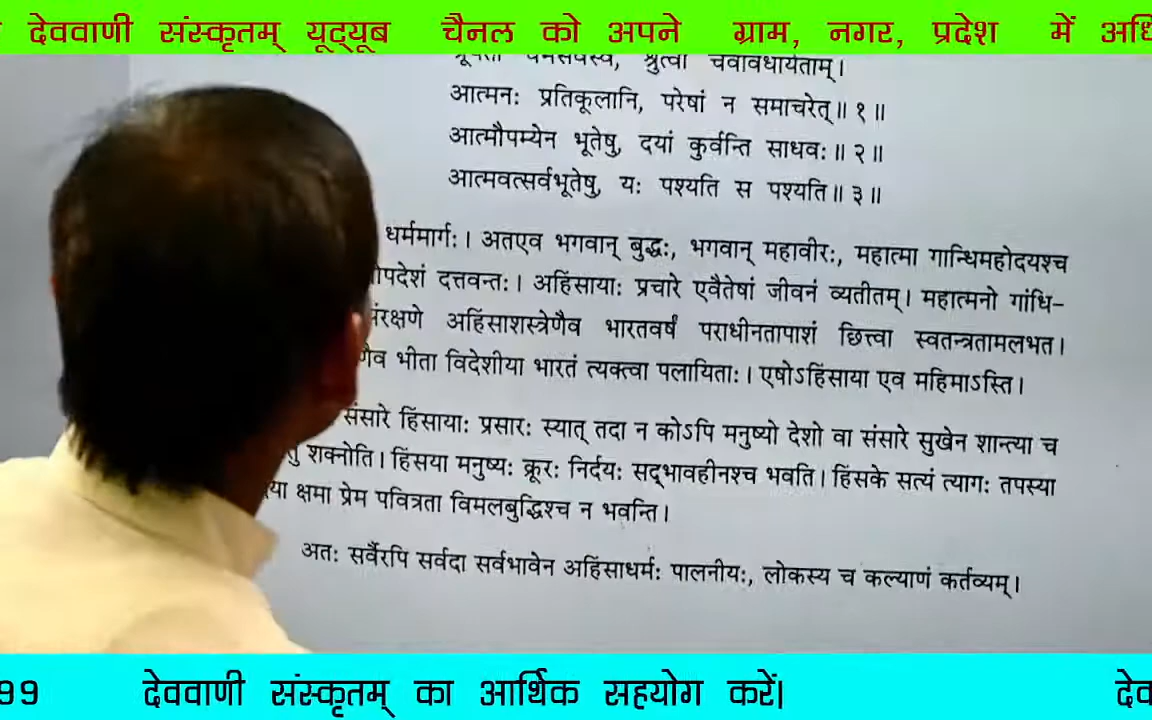 देववाणी संस्कृतम् यूट्यूब चैनल को अपने ग्राम, नगर, प्रदेश में
श्रुत्वा
आत्मनः प्रतिकूलानि, परेषां न समाचरेत्॥ १॥
आत्मौपम्येन भूतेषु, दयां कुर्वन्ति साधवः॥ २॥
आत्मवत्सर्वभूतेषु, यः पश्यति स पश्यति॥ ३॥
धर्ममार्गः। अतएव भगवान् बुद्धः, भगवान् महावीरः, महात्मा गान्धिमहोदयश्च
दत्तवन्तः। अहिंसायाः प्रचारे एवैतेषां जीवनं व्यतीतम्। महात्मनो गांधि-
अहिंसाशस्त्रेणैव भारतवर्षं पराधीनतापाशं छित्त्वा स्वतन्त्रतामलभत।
भीता विदेशीया भारतं त्यक्त्वा पलायिताः। एषोऽहिंसाया एव महिमाऽस्ति।
संसारे हिंसायाः प्रसारः स्यात् तदा न कोऽपि मनुष्यो देशो वा संसारे सुखेन शान्त्या च
शक्नोति। हिंसया मनुष्यः क्रूरः निर्दयः सद्भावहीनश्च भवति। हिंसके सत्यं त्यागः तपस्या
क्षमा प्रेम पवित्रता विमलबुद्धिश्च न भवन्ति।
अतः सर्वैरपि सर्वदा सर्वभावेन अहिंसाधर्मः पालनीयः, लोकस्य च कल्याणं कर्तव्यम्।
99 देववाणी संस्कृतम् का आर्थिक सहयोग करें।